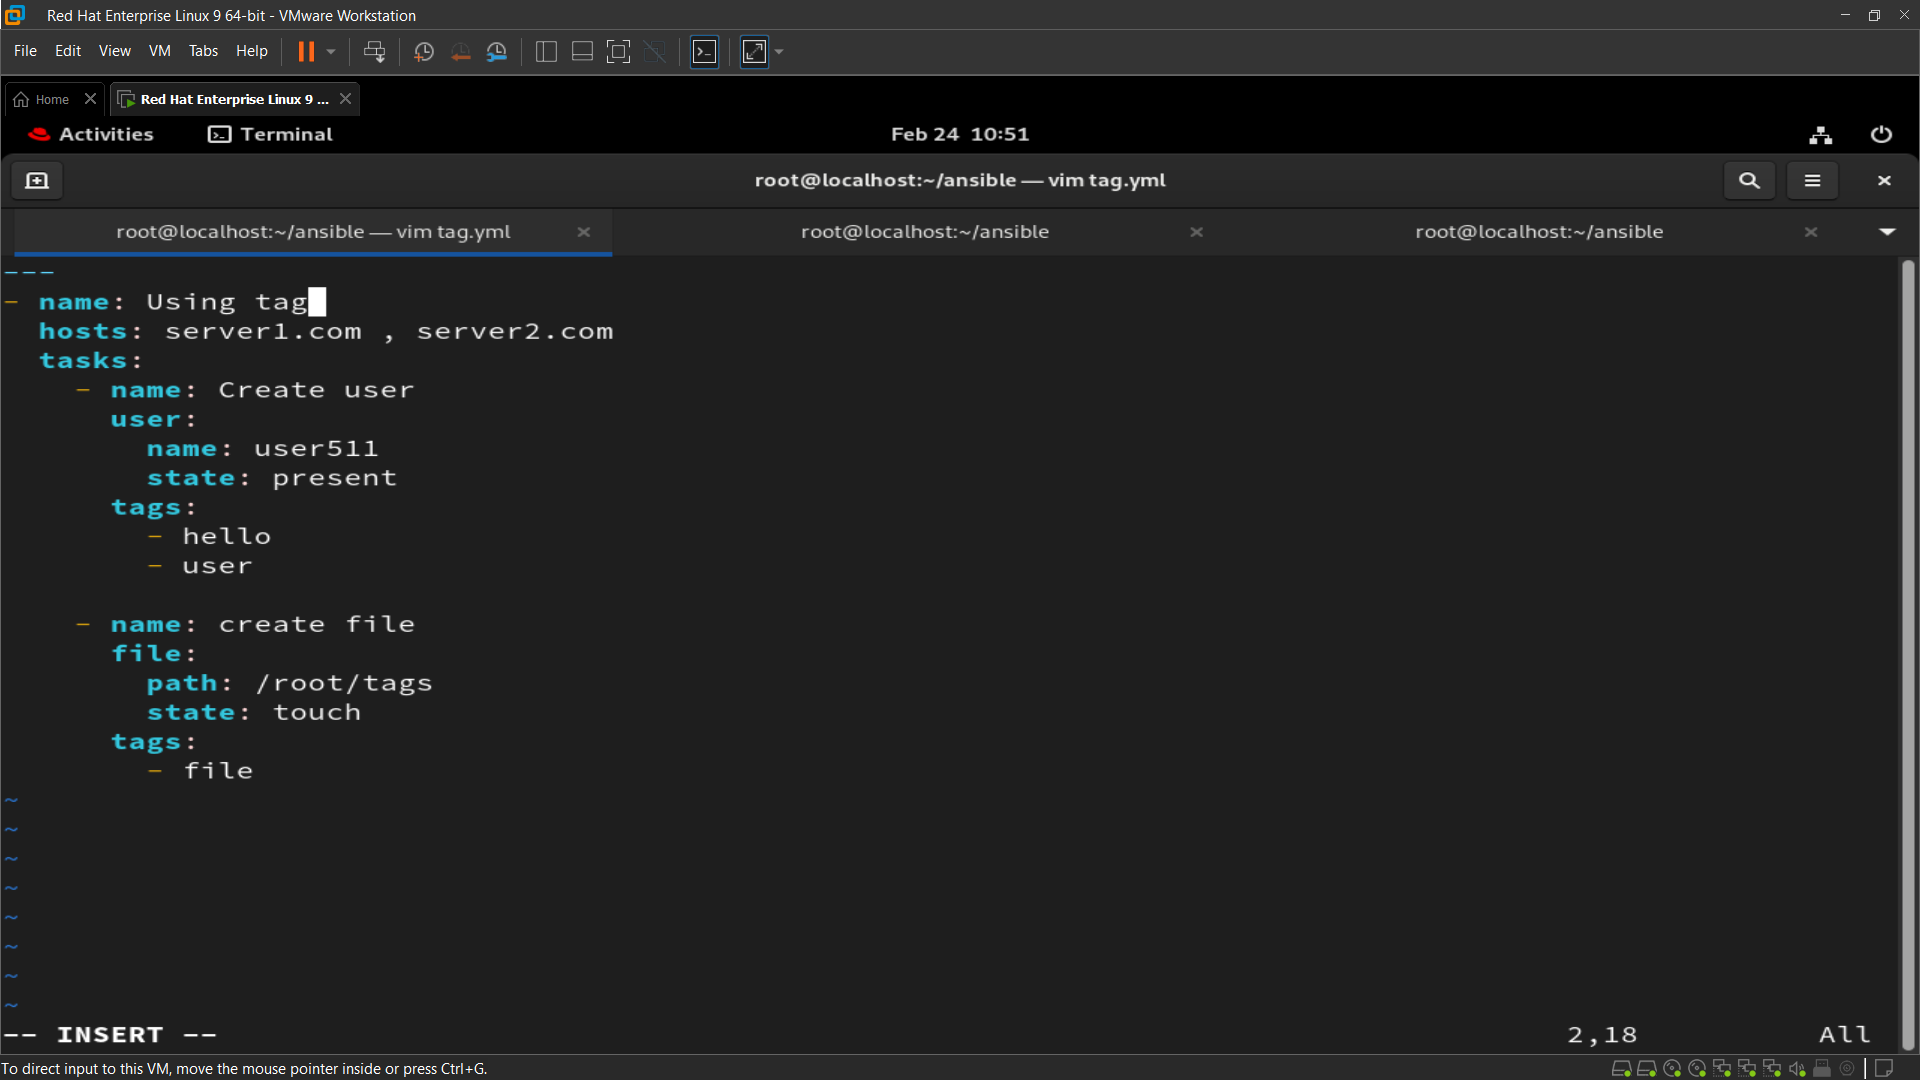 Red Hat Enterprise Linux 9 64-bit - VMware Workstation
File Edit View VM Tabs Help
Home Red Hat Enterprise Linux 9 ...
Activities Terminal Feb 24 10:51
root@localhost:~/ansible — vim tag.yml
root@localhost:~/ansible — vim tag.yml root@localhost:~/ansible root@localhost:~/ansible
---
- name: Using tag
  hosts: server1.com , server2.com
  tasks:
    - name: Create user
      user:
        name: user511
        state: present
      tags:
        - hello
        - user
    - name: create file
      file:
        path: /root/tags
        state: touch
      tags:
        - file
~
~
~
~
~
~
~
~
-- INSERT -- 2,18 All
To direct input to this VM, move the mouse pointer inside or press Ctrl+G.